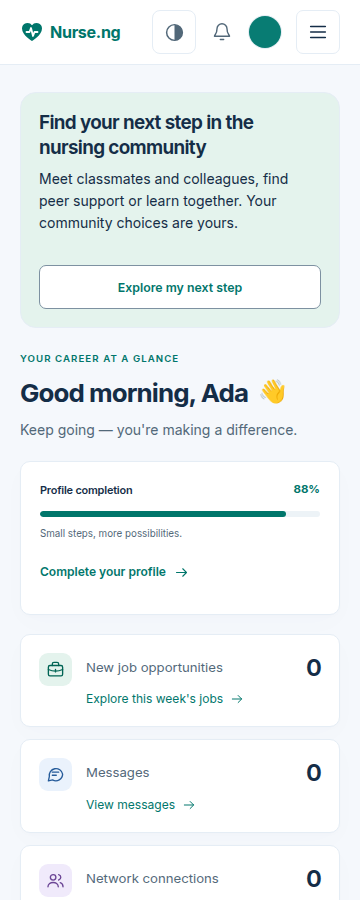 Nurse.ng
Find your next step in the
nursing community
Meet classmates and colleagues, find
peer support or learn together. Your
community choices are yours.
Explore my next step
YOUR CAREER AT A GLANCE
Good morning, Ada 👋
Keep going — you're making a difference.
Profile completion 88%
Small steps, more possibilities.
Complete your profile →
New job opportunities 0
Explore this week's jobs →
Messages 0
View messages →
Network connections 0